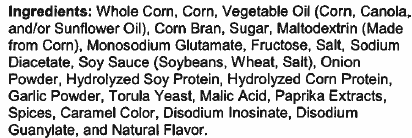 Ingredients: Whole Corn, Corn, Vegetable Oil (Corn, Canola,
and/or Sunflower Oil), Corn Bran, Sugar, Maltodextrin (Made
from Corn), Monosodium Glutamate, Fructose, Salt, Sodium
Diacetate, Soy Sauce (Soybeans, Wheat, Salt), Onion
Powder, Hydrolyzed Soy Protein, Hydrolyzed Corn Protein,
Garlic Powder, Torula Yeast, Malic Acid, Paprika Extracts,
Spices, Caramel Color, Disodium Inosinate, Disodium
Guanylate, and Natural Flavor.